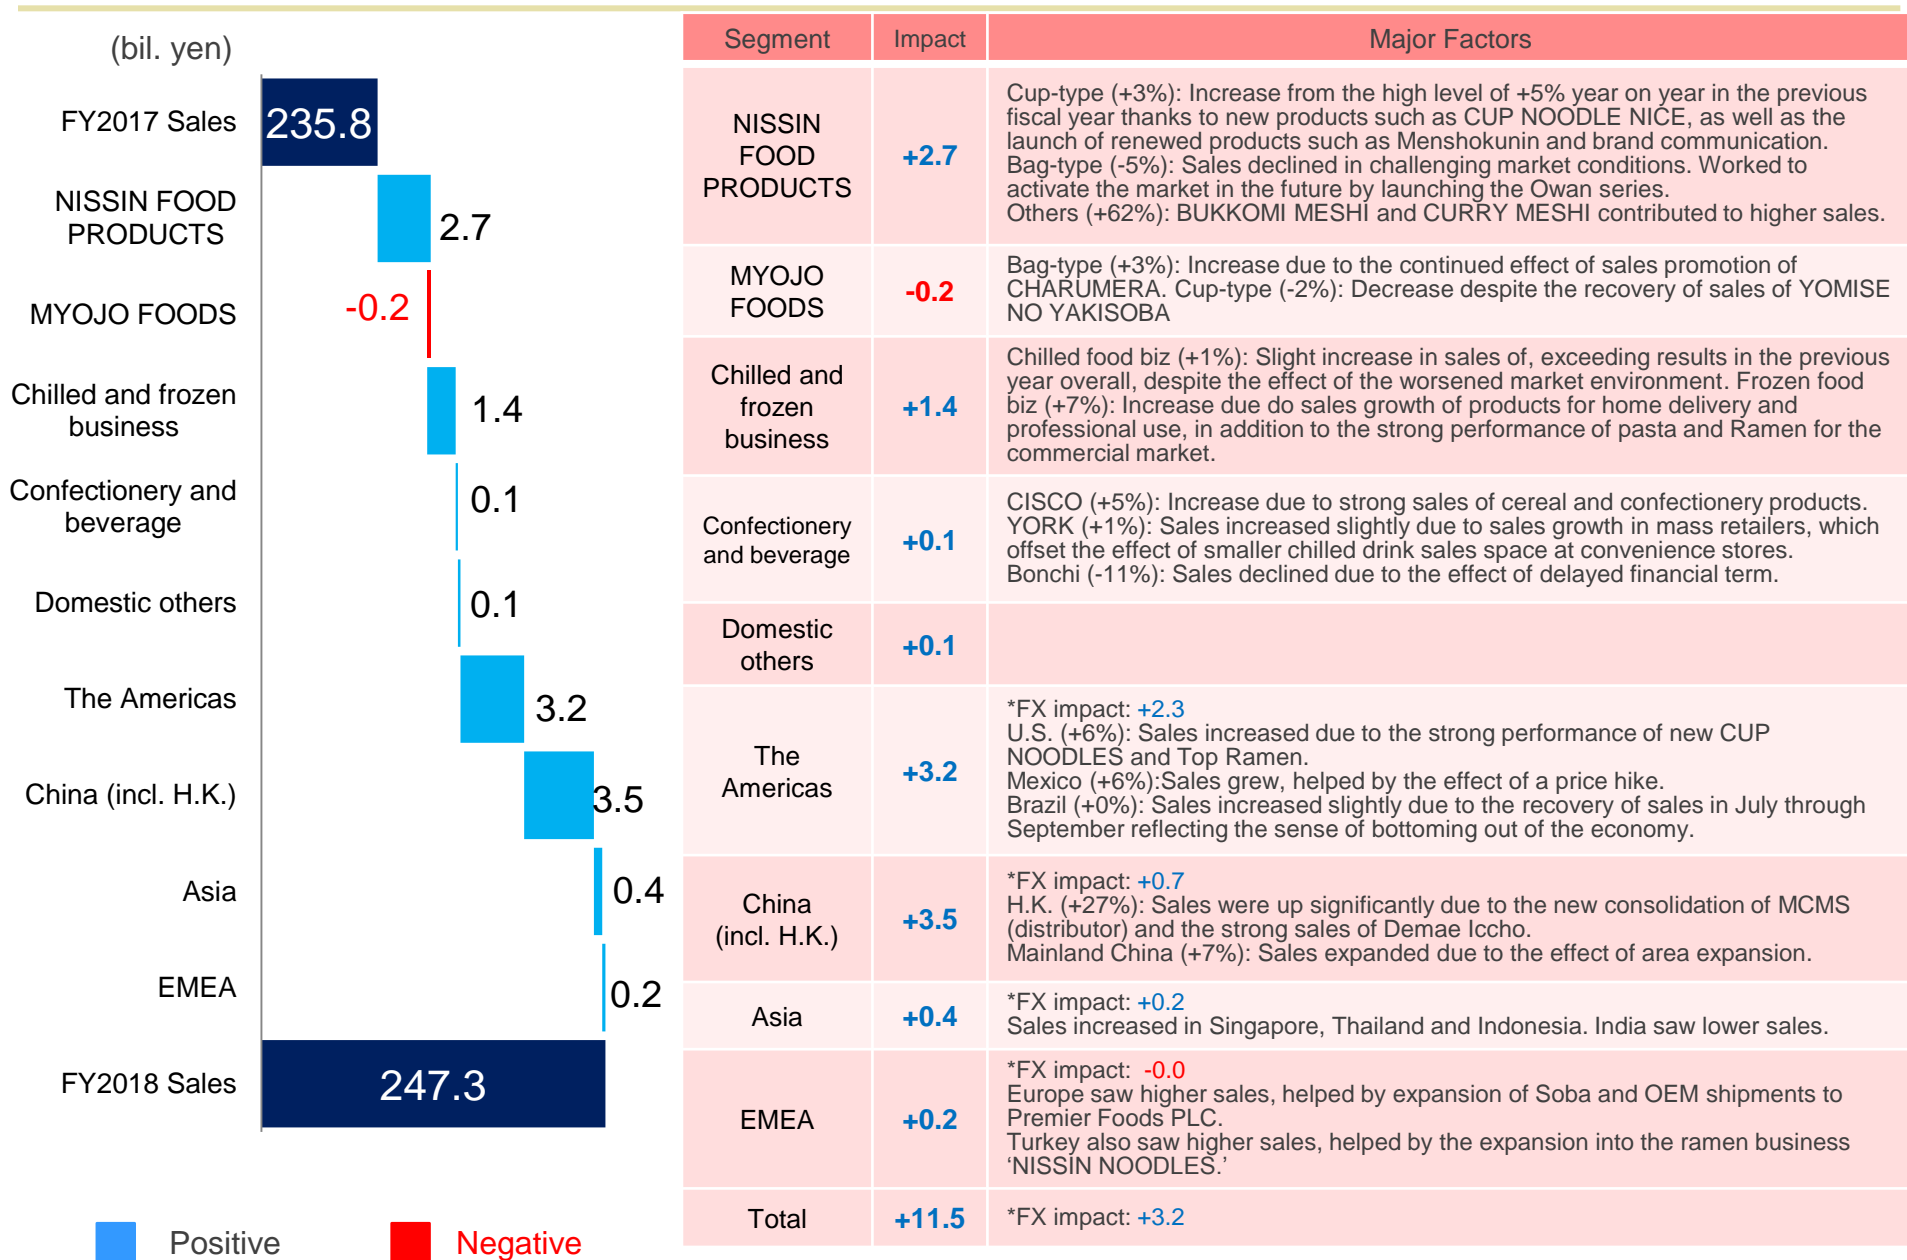 (bil. yen)
FY2017 Sales
235.8
NISSIN FOOD
PRODUCTS
2.7
MYOJO FOODS
-0.2
Chilled and frozen
business
1.4
Confectionery and
beverage
0.1
Domestic others
0.1
The Americas
3.2
China (incl. H.K.)
3.5
Asia
0.4
EMEA
0.2
FY2018 Sales
247.3
Positive
Negative
Segment
Impact
Major Factors
NISSIN
FOOD
PRODUCTS
+2.7
Cup-type (+3%): Increase from the high level of +5% year on year in the previous
fiscal year thanks to new products such as CUP NOODLE NICE, as well as the
launch of renewed products such as Menshokunin and brand communication.
Bag-type (-5%): Sales declined in challenging market conditions. Worked to
activate the market in the future by launching the Owan series.
Others (+62%): BUKKOMI MESHI and CURRY MESHI contributed to higher sales.
MYOJO
FOODS
-0.2
Bag-type (+3%): Increase due to the continued effect of sales promotion of
CHARUMERA. Cup-type (-2%): Decrease despite the recovery of sales of YOMISE
NO YAKISOBA
Chilled and
frozen
business
+1.4
Chilled food biz (+1%): Slight increase in sales of, exceeding results in the previous
year overall, despite the effect of the worsened market environment. Frozen food
biz (+7%): Increase due do sales growth of products for home delivery and
professional use, in addition to the strong performance of pasta and Ramen for the
commercial market.
Confectionery
and beverage
+0.1
CISCO (+5%): Increase due to strong sales of cereal and confectionery products.
YORK (+1%): Sales increased slightly due to sales growth in mass retailers, which
offset the effect of smaller chilled drink sales space at convenience stores.
Bonchi (-11%): Sales declined due to the effect of delayed financial term.
Domestic
others
+0.1
The
Americas
+3.2
*FX impact: +2.3
U.S. (+6%): Sales increased due to the strong performance of new CUP
NOODLES and Top Ramen.
Mexico (+6%):Sales grew, helped by the effect of a price hike.
Brazil (+0%): Sales increased slightly due to the recovery of sales in July through
September reflecting the sense of bottoming out of the economy.
China
(incl. H.K.)
+3.5
*FX impact: +0.7
H.K. (+27%): Sales were up significantly due to the new consolidation of MCMS
(distributor) and the strong sales of Demae Iccho.
Mainland China (+7%): Sales expanded due to the effect of area expansion.
Asia
+0.4
*FX impact: +0.2
Sales increased in Singapore, Thailand and Indonesia. India saw lower sales.
EMEA
+0.2
*FX impact: -0.0
Europe saw higher sales, helped by expansion of Soba and OEM shipments to
Premier Foods PLC.
Turkey also saw higher sales, helped by the expansion into the ramen business
‘NISSIN NOODLES.’
Total
+11.5
*FX impact: +3.2